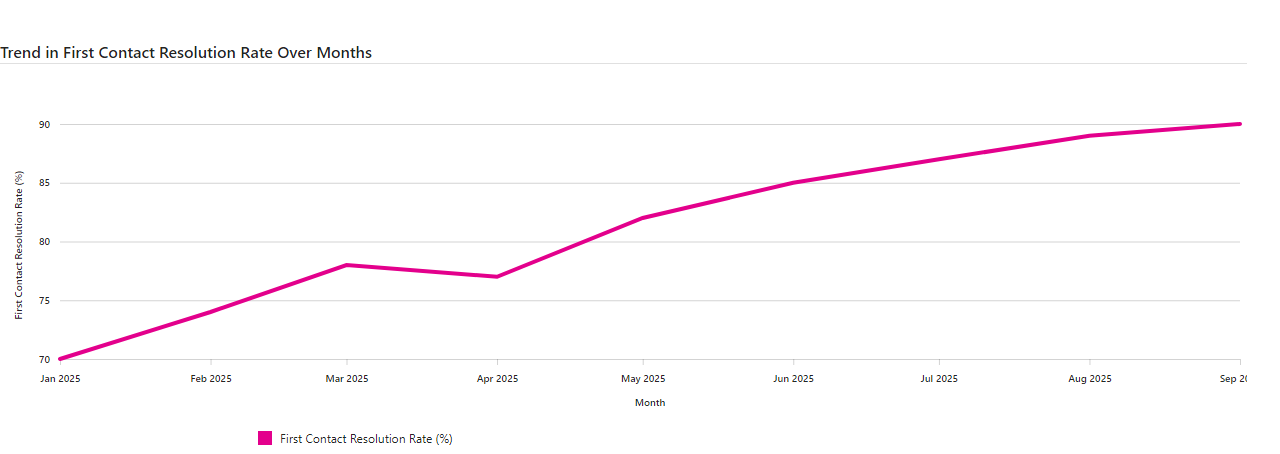 Trend in First Contact Resolution Rate Over Months
First Contact Resolution Rate (%)
90
85
80
75
70
Jan 2025 Feb 2025 Mar 2025 Apr 2025 May 2025 Jun 2025 Jul 2025 Aug 2025 Sep
Month
First Contact Resolution Rate (%)